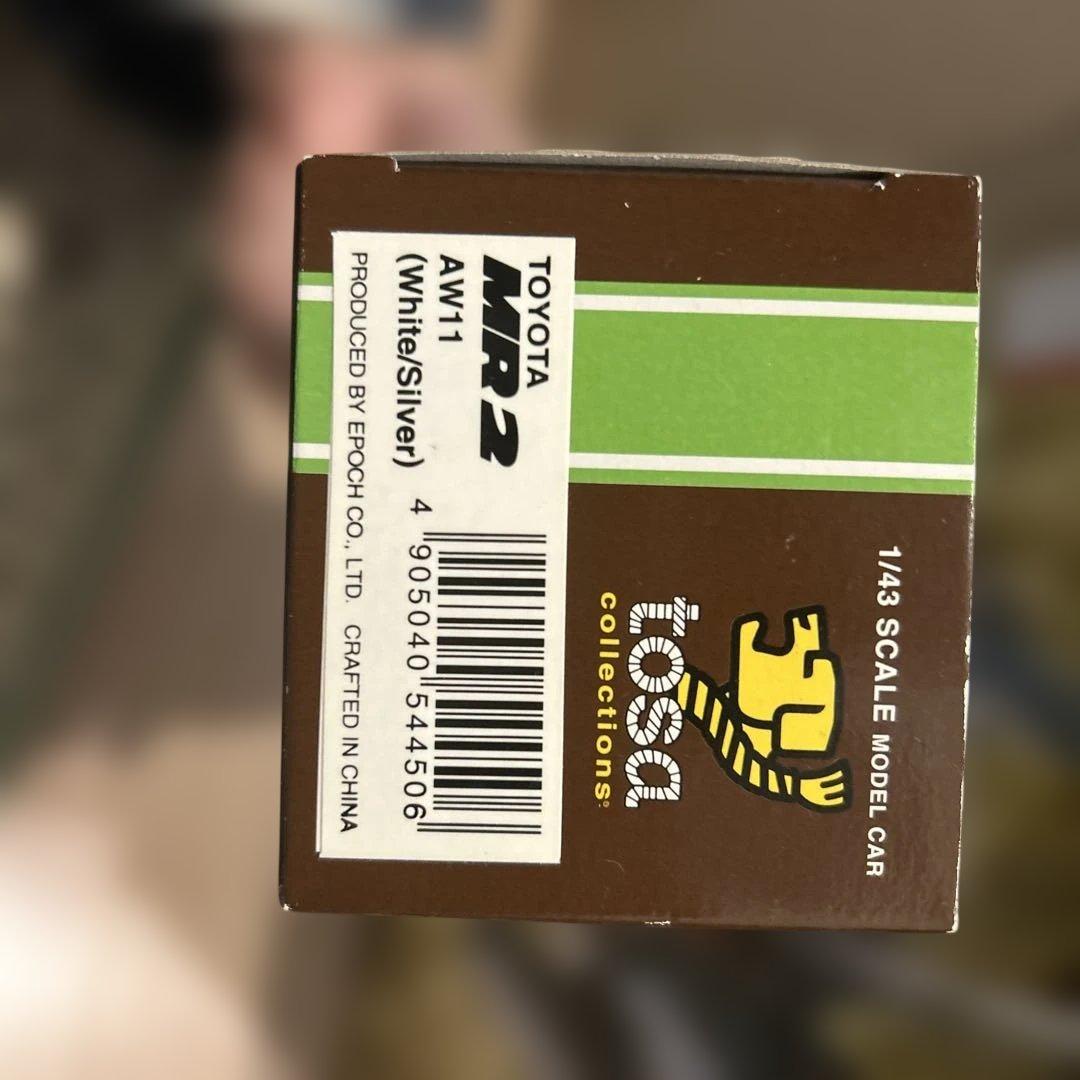 1/43 SCALE MODEL CAR
tosa
collections
TOYOTA
MR2
AW11
(White/Silver)
4 905040 544506
PRODUCED BY EPOCH CO., LTD. CRAFTED IN CHINA